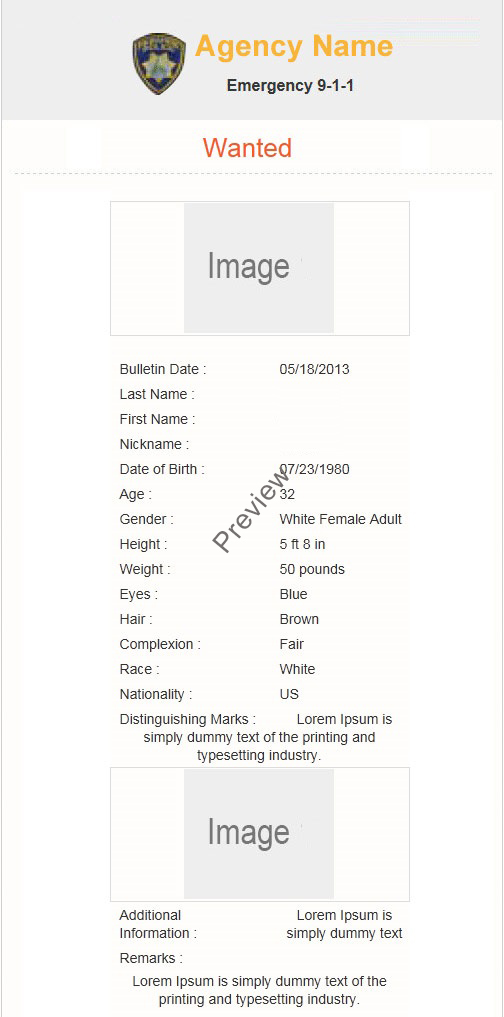 Agency Name
Emergency 9-1-1
Wanted
Image
Bulletin Date : 05/18/2013
Last Name :
First Name :
Nickname :
Date of Birth : 07/23/1980
Age : 32
Gender : White Female Adult
Height : 5 ft 8 in
Weight : 50 pounds
Eyes : Blue
Hair : Brown
Complexion : Fair
Race : White
Nationality : US
Distinguishing Marks : Lorem Ipsum is
simply dummy text of the printing and
typesetting industry.
Preview
Image
Additional Lorem Ipsum is
Information : simply dummy text
Remarks :
Lorem Ipsum is simply dummy text of the
printing and typesetting industry.